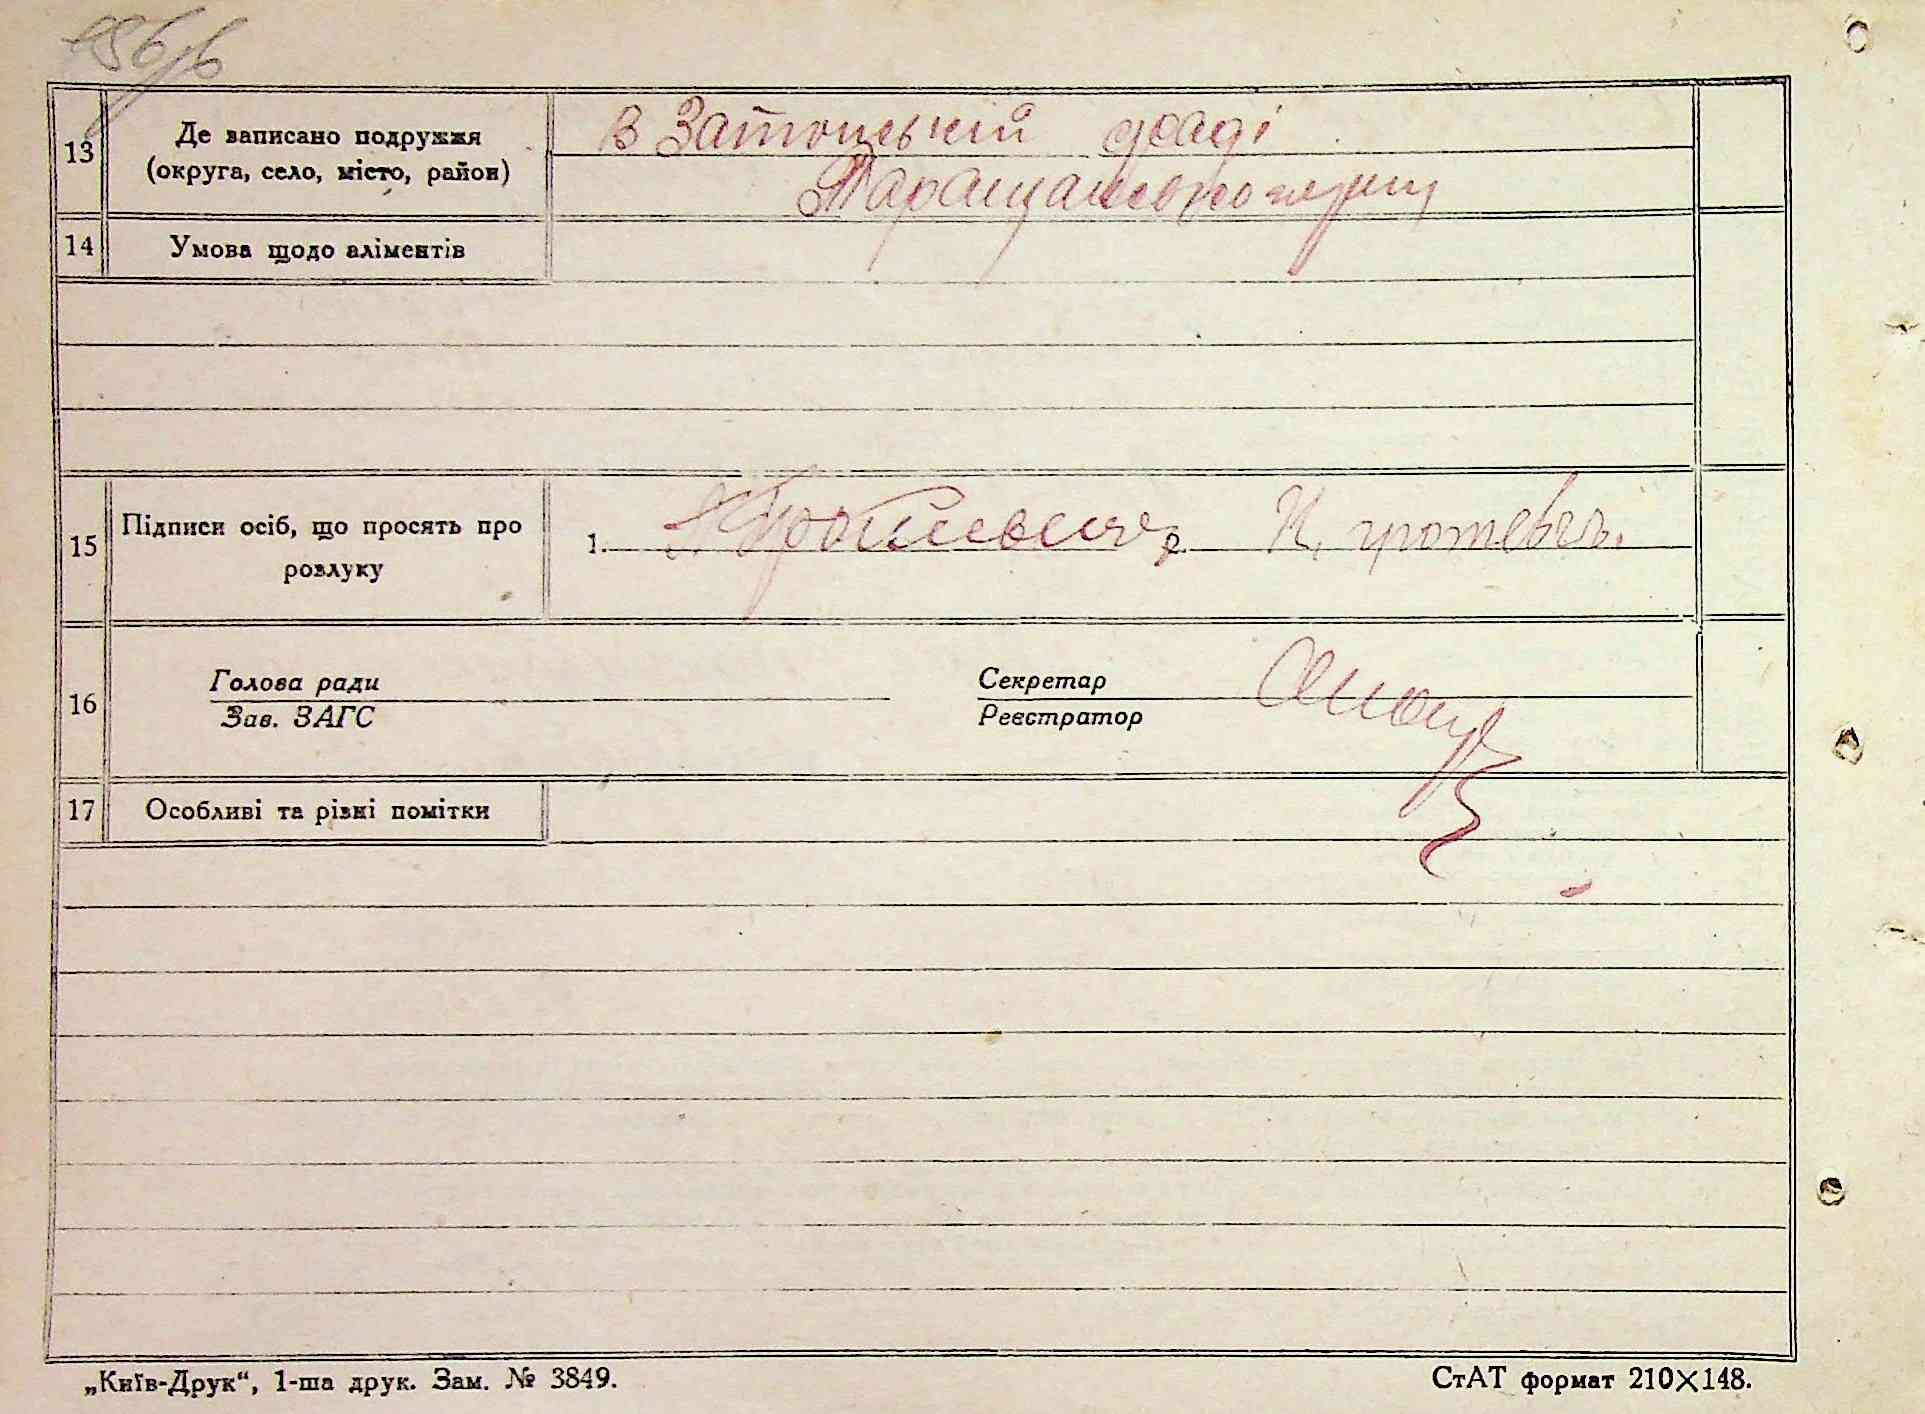 13
Де записано подружжя
(округа, село, місто, район)
в раді
14
Умова щодо аліментів
15
Підписи осіб, що просять про
розлуку
1.
2.
16
Голова ради
Зав. ЗАГС
Секретар
Реєстратор
17
Особливі та різні помітки
„Київ-Друк“, 1-ша друк. Зам. № 3849.
СтАТ формат 210×148.